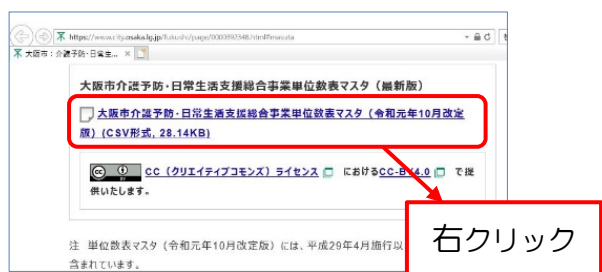 https://www.city.osaka.lg.jp/fukushi/page/0000392348.html#masuta
大阪市：介護予防・日常生...
大阪市介護予防・日常生活支援総合事業単位数表マスタ（最新版）
大阪市介護予防・日常生活支援総合事業単位数表マスタ（令和元年10月改定
版）(CSV形式, 28.14KB)
CC（クリエイティブコモンズ）ライセンス における CC-BY4.0 で提
供いたします。
右クリック
注 単位数表マスタ（令和元年10月改定版）には、平成29年4月施行以
含まれています。